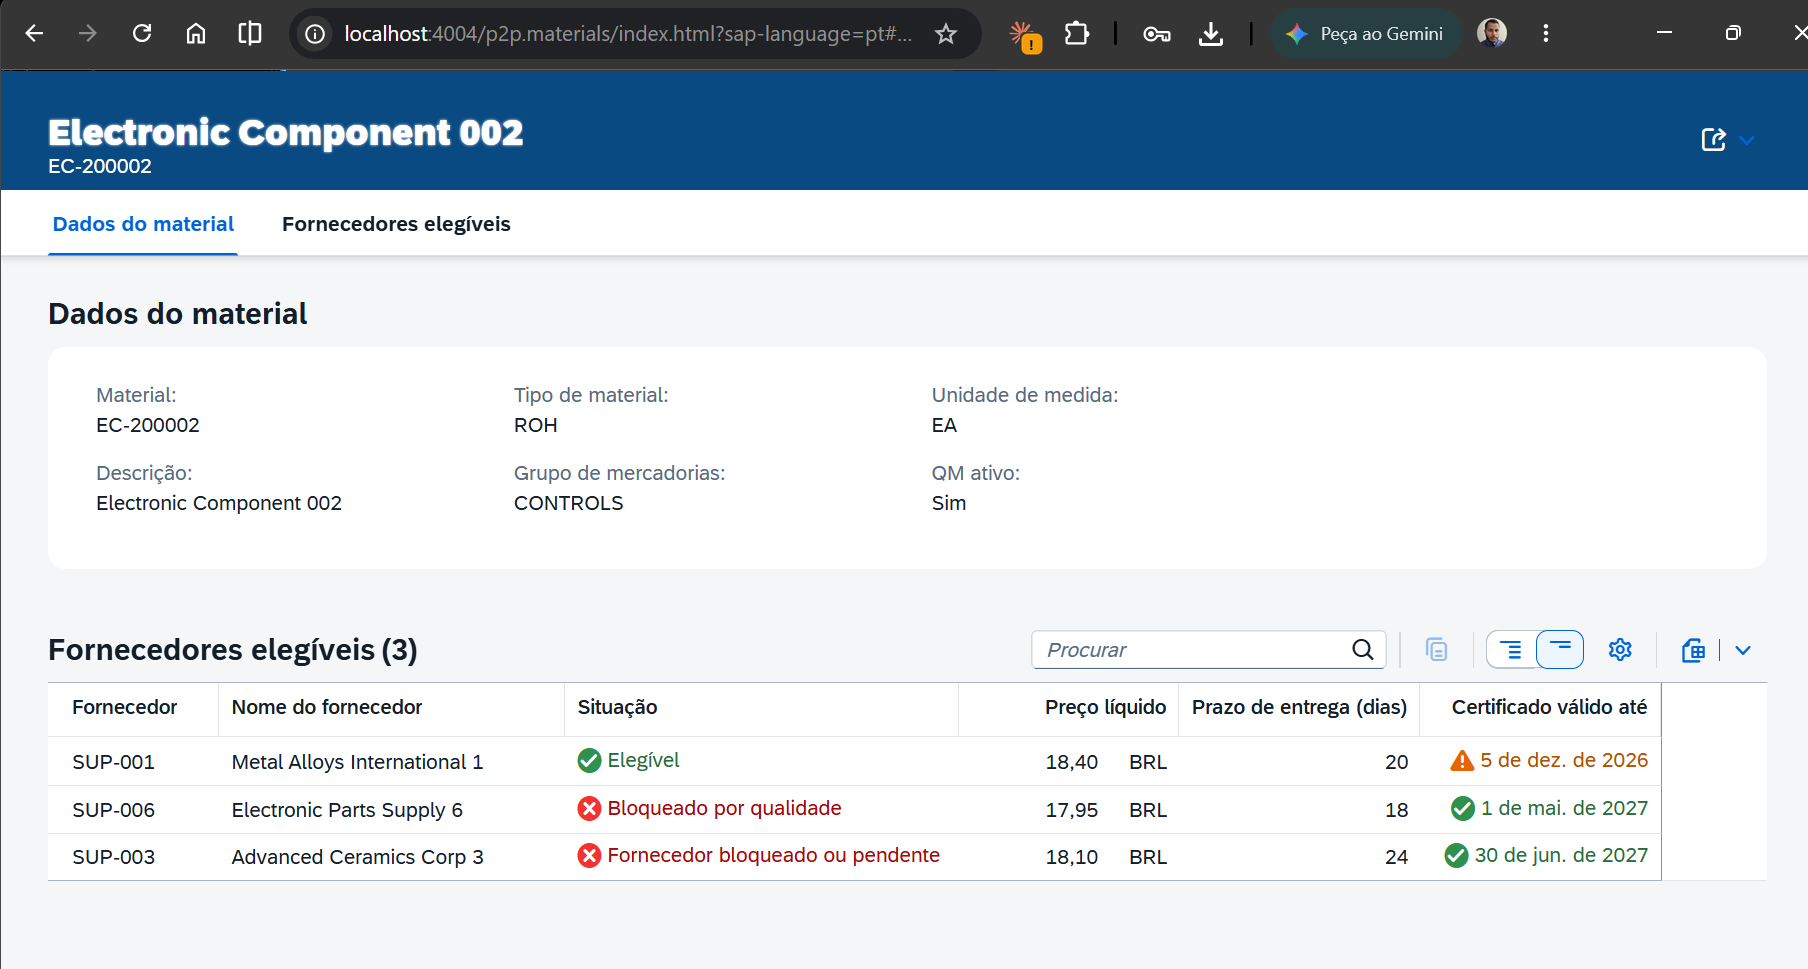 localhost:4004/p2p.materials/index.html?sap-language=pt#...
Peça ao Gemini
Electronic Component 002
EC-200002
Dados do material
Fornecedores elegíveis
Dados do material
Material:
EC-200002
Tipo de material:
ROH
Unidade de medida:
EA
Descrição:
Electronic Component 002
Grupo de mercadorias:
CONTROLS
QM ativo:
Sim
Fornecedores elegíveis (3)
Procurar
Fornecedor Nome do fornecedor Situação Preço líquido Prazo de entrega (dias) Certificado válido até
SUP-001 Metal Alloys International 1 Elegível 18,40 BRL 20 5 de dez. de 2026
SUP-006 Electronic Parts Supply 6 Bloqueado por qualidade 17,95 BRL 18 1 de mai. de 2027
SUP-003 Advanced Ceramics Corp 3 Fornecedor bloqueado ou pendente 18,10 BRL 24 30 de jun. de 2027